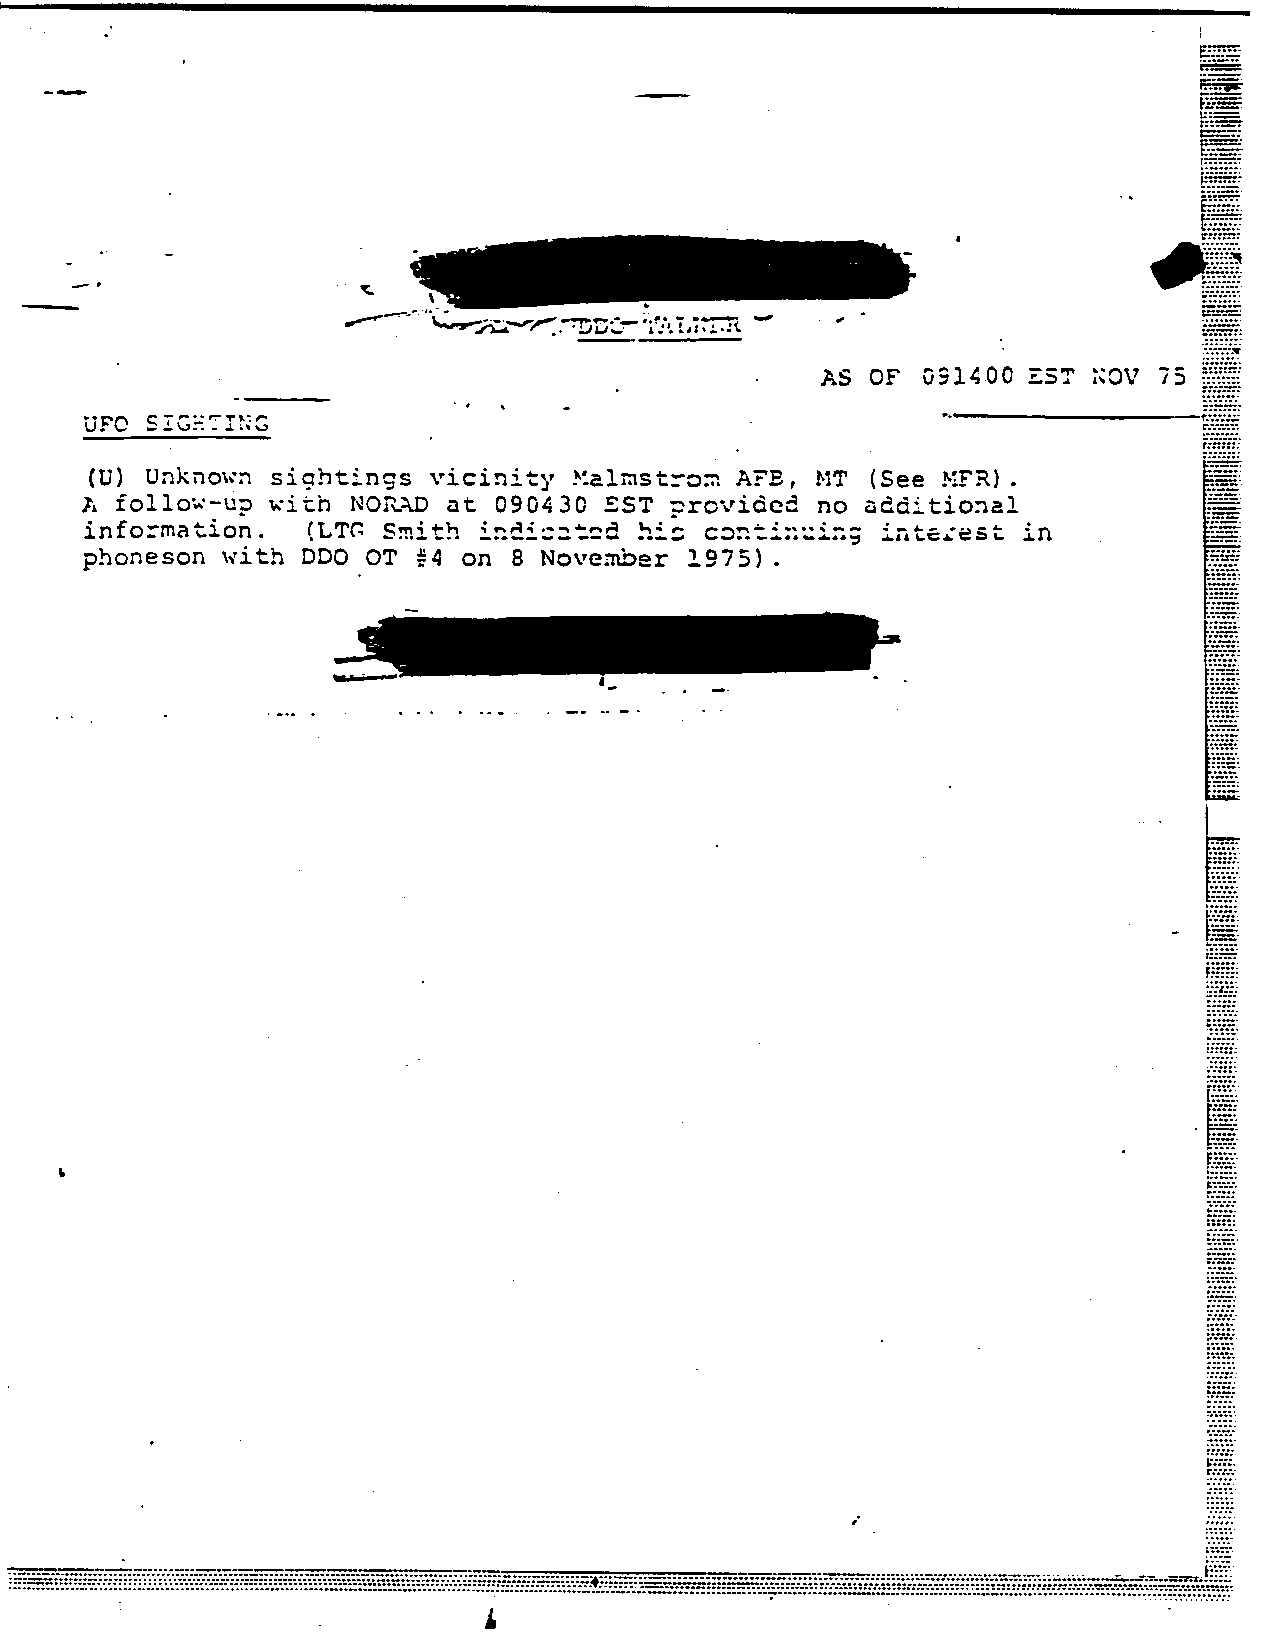 DDO TALKER
AS OF 091400 EST NOV 75
UFO SIGHTING
(U) Unknown sightings vicinity Malmstrom AFB, MT (See MFR).
A follow-up with NORAD at 090430 EST provided no additional
information. (LTG Smith indicated his continuing interest in
phoneson with DDO OT #4 on 8 November 1975).